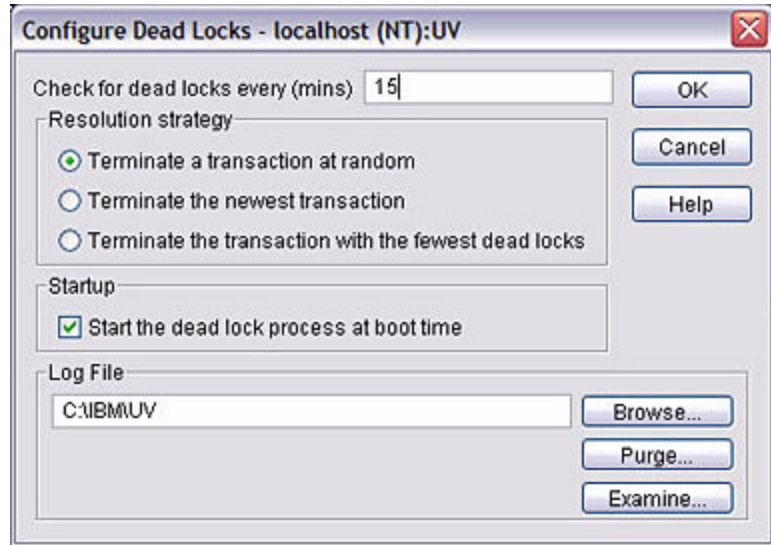 Configure Dead Locks - localhost (NT):UV
Check for dead locks every (mins) 15
OK
Resolution strategy
Cancel
Terminate a transaction at random
Terminate the newest transaction
Help
Terminate the transaction with the fewest dead locks
Startup
Start the dead lock process at boot time
Log File
C:\IBM\UV
Browse...
Purge...
Examine...